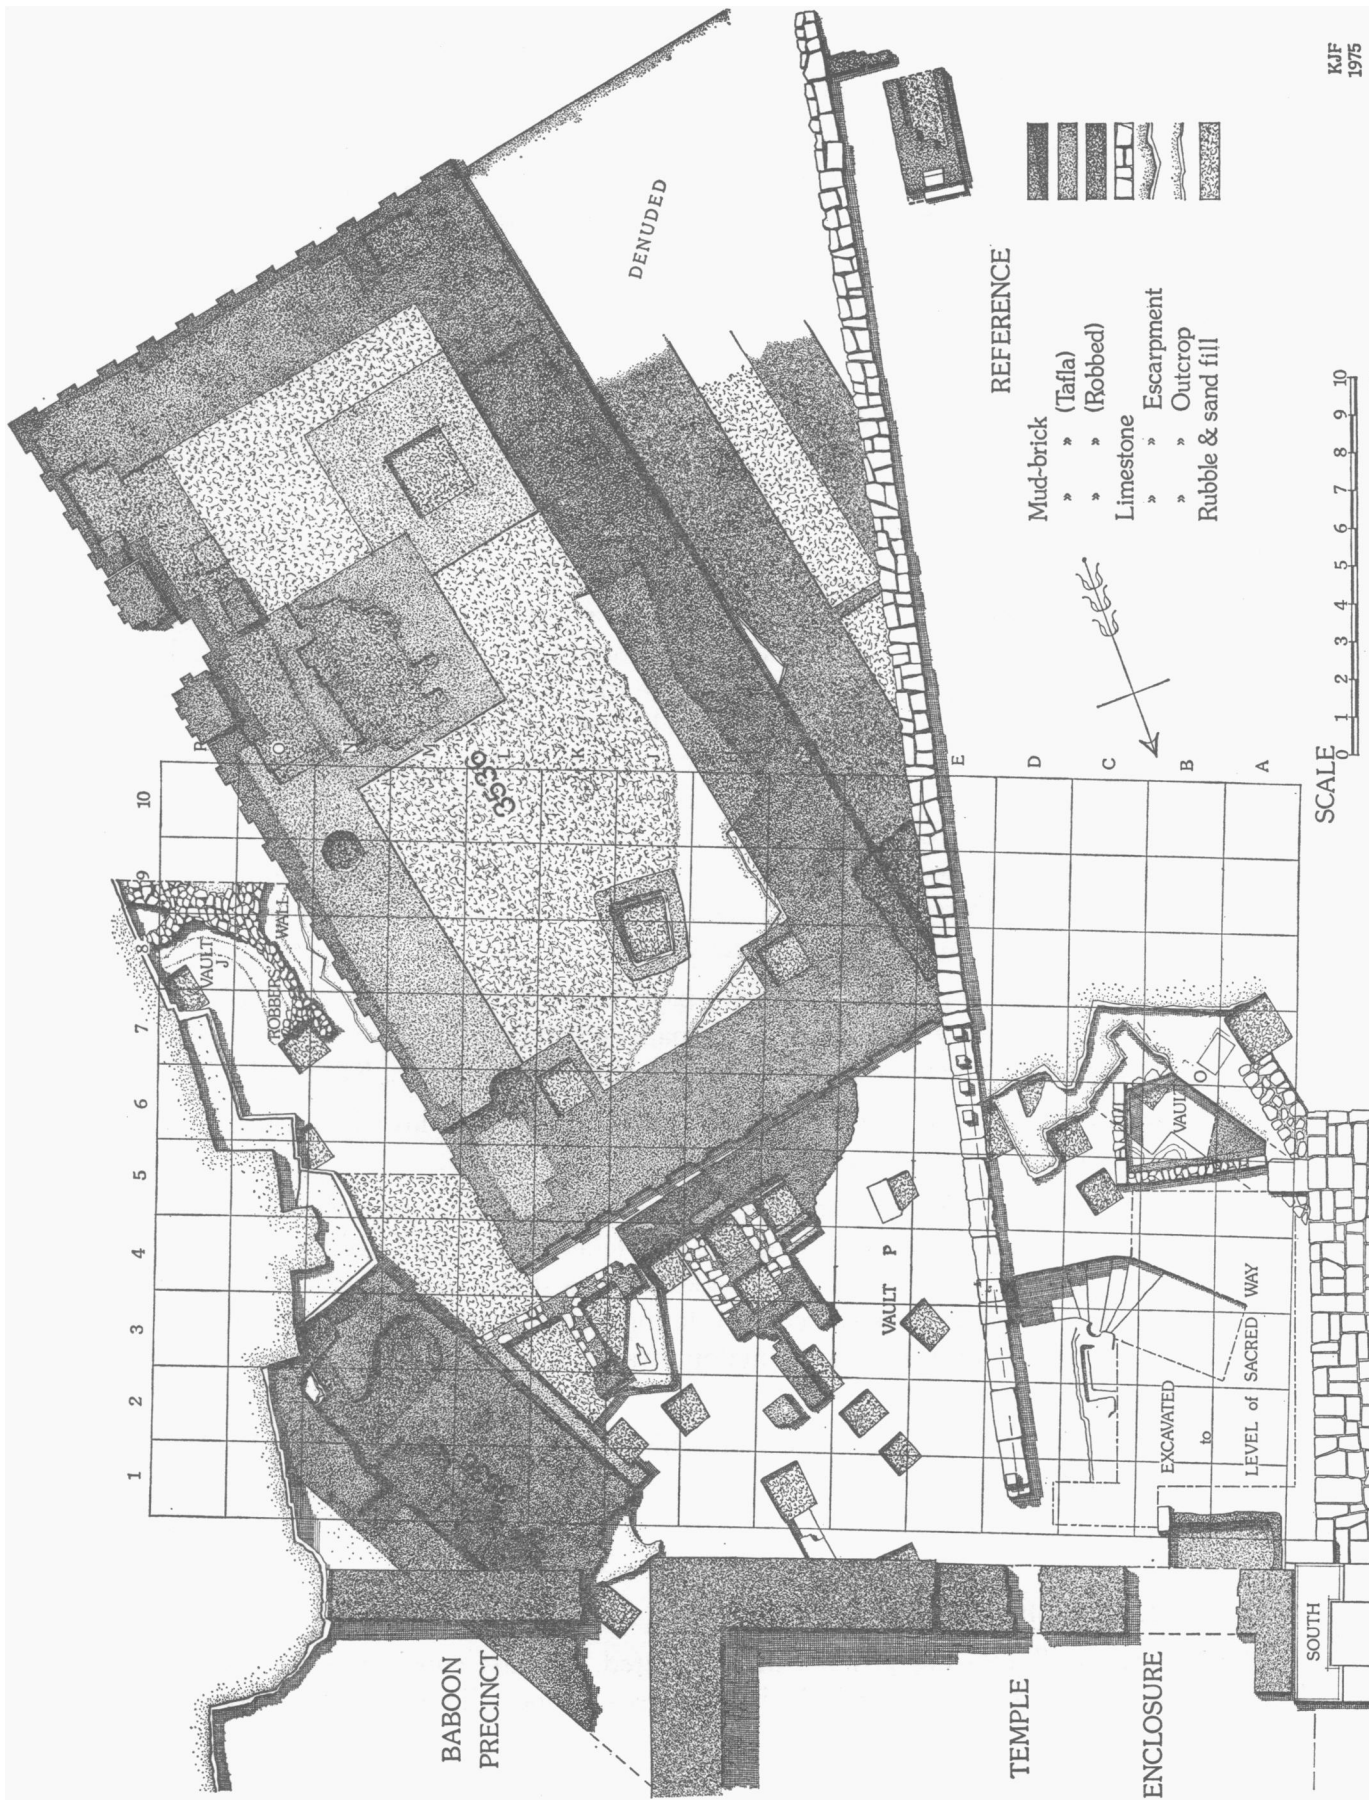 KJF
1975
DENUDED
REFERENCE
Mud-brick
» (Tafla)
» (Robbed)
Limestone
» Escarpment
» Outcrop
Rubble & sand fill
SCALE
0 1 2 3 4 5 6 7 8 9 10
3530
1 2 3 4 5 6 7 8 9 10
A
B
C
D
E
J
K
L
M
N
O
VAULT
J
ROBBERS WALL
VAULT P
VAULT
O
EXCAVATED
to
LEVEL of SACRED WAY
BABOON
PRECINCT
TEMPLE
ENCLOSURE
SOUTH